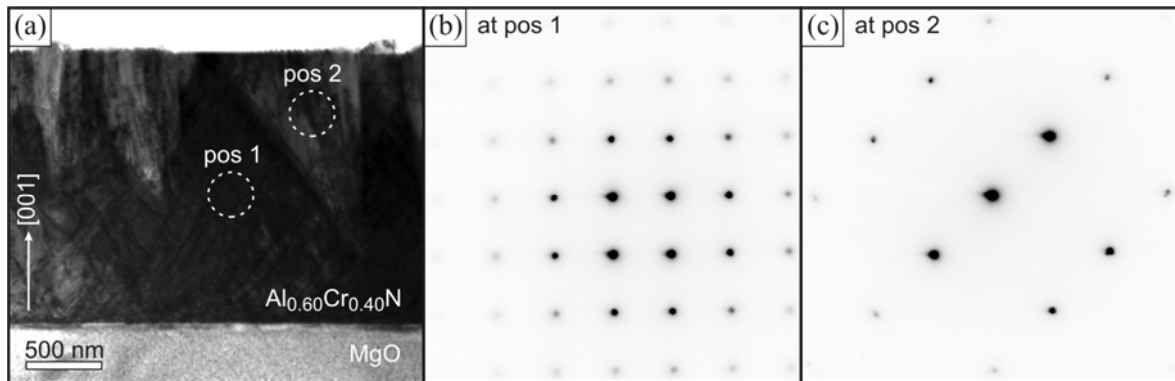 (a)
pos 2
pos 1
[001]
Al0.60Cr0.40N
500 nm
MgO
(b) at pos 1
(c) at pos 2